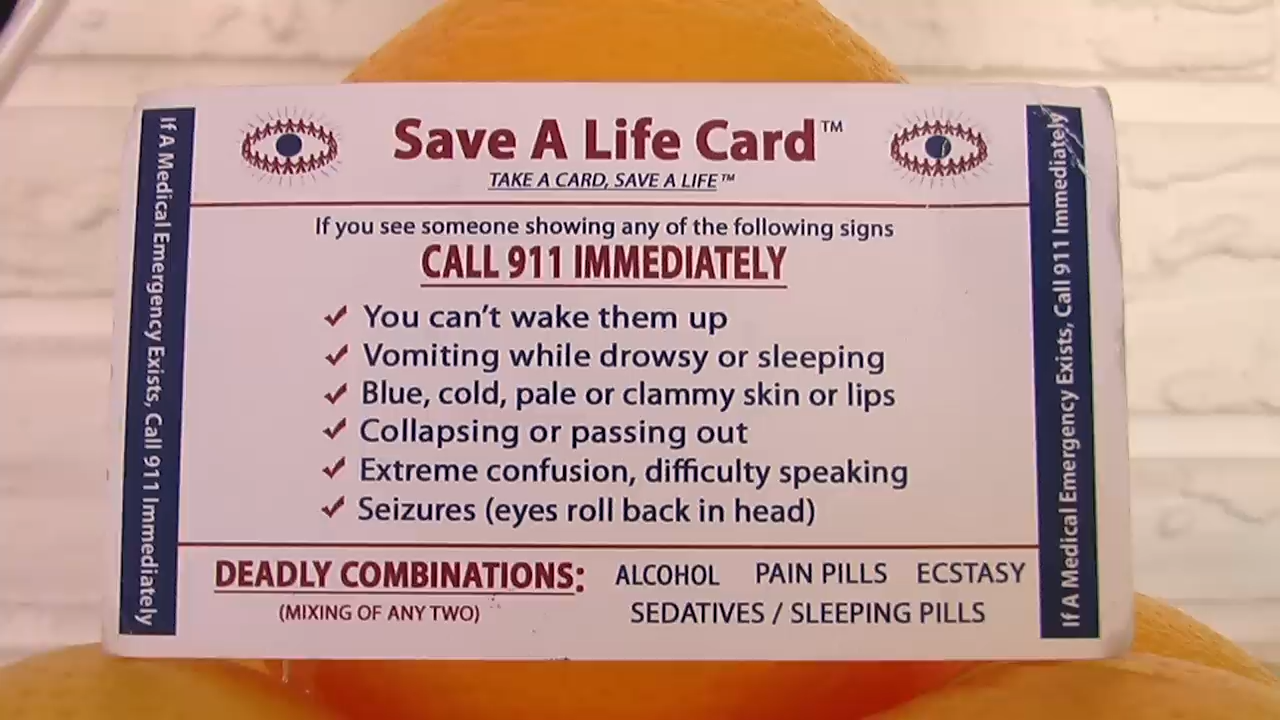 Save A Life Card™
TAKE A CARD, SAVE A LIFE™
If you see someone showing any of the following signs
CALL 911 IMMEDIATELY
You can't wake them up
Vomiting while drowsy or sleeping
Blue, cold, pale or clammy skin or lips
Collapsing or passing out
Extreme confusion, difficulty speaking
Seizures (eyes roll back in head)
DEADLY COMBINATIONS: ALCOHOL PAIN PILLS ECSTASY
(MIXING OF ANY TWO) SEDATIVES / SLEEPING PILLS
If A Medical Emergency Exists, Call 911 Immediately
If A Medical Emergency Exists, Call 911 Immediately